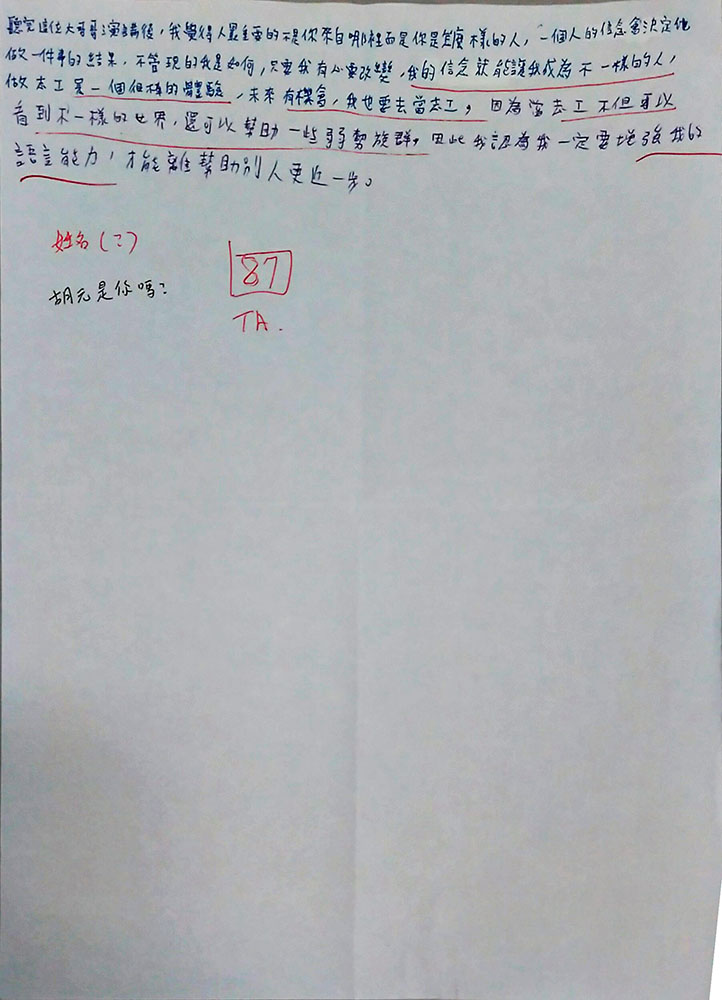 聽完這位大哥哥演講後,我覺得人最重要的不是你來自哪裡而是你是怎麼樣的人,一個人的信念會決定他
做一件事的結果,不管現的我是如何,只要我有心要改變,我的信念就能讓我成為不一樣的人,
做志工是一個很棒的體驗,未來有機會,我也要去當志工,因為當志工不但可以
看到不一樣的世界,還可以幫助一些弱勢族群,因此我認為我一定要增強我的
語言能力,才能離幫助別人更近一步。
姓名(?)
87
胡元是你嗎?
TA.